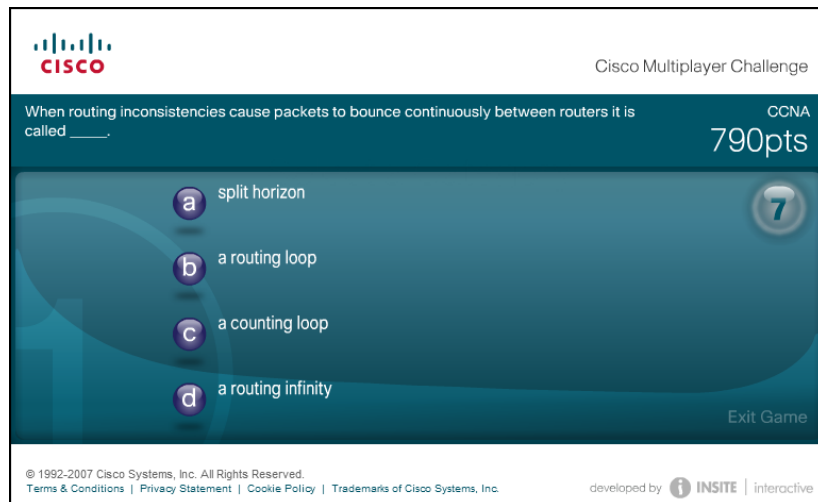 CISCO
Cisco Multiplayer Challenge
When routing inconsistencies cause packets to bounce continuously between routers it is
called _____.
CCNA
790pts
a split horizon
7
b a routing loop
c a counting loop
d a routing infinity
Exit Game
© 1992-2007 Cisco Systems, Inc. All Rights Reserved.
Terms & Conditions | Privacy Statement | Cookie Policy | Trademarks of Cisco Systems, Inc.
developed by i INSITE | interactive